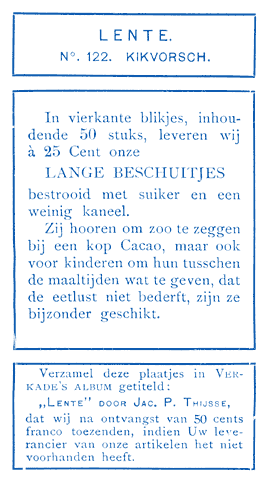 LENTE.
No. 122. KIKVORSCH.
In vierkante blikjes, inhou-
dende 50 stuks, leveren wij
à 25 Cent onze
LANGE BESCHUITJES
bestrooid met suiker en een
weinig kaneel.
Zij hooren om zoo te zeggen
bij een kop Cacao, maar ook
voor kinderen om hun tusschen
de maaltijden wat te geven, dat
de eetlust niet bederft, zijn ze
bijzonder geschikt.
Verzamel deze plaatjes in VER-
KADE'S ALBUM getiteld:
„LENTE" DOOR JAC. P. THIJSSE,
dat wij na ontvangst van 50 cents
franco toezenden, indien Uw leve-
rancier van onze artikelen het niet
voorhanden heeft.